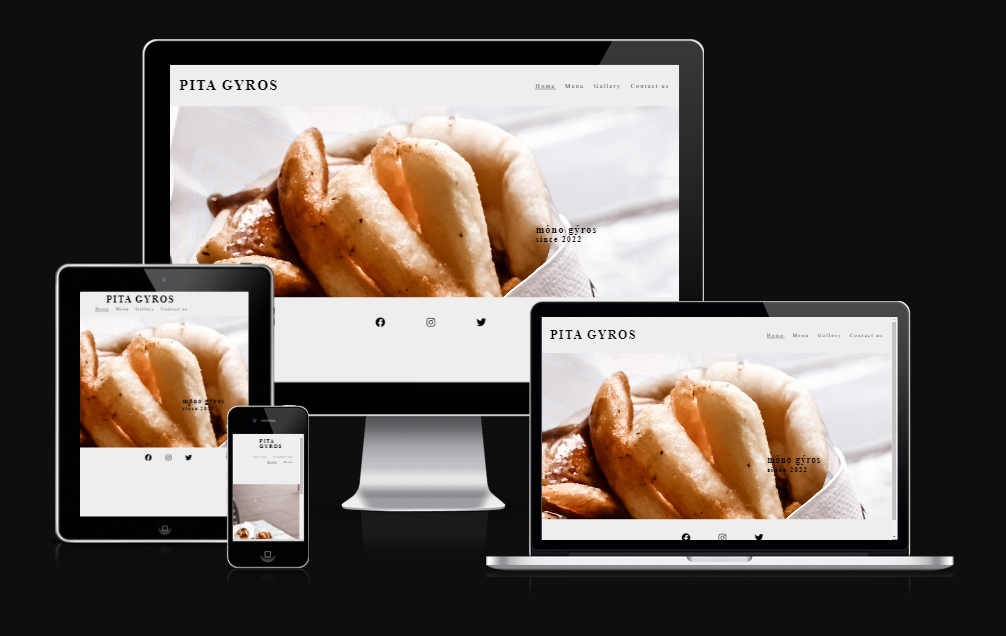 PITA GYROS
Home Menu Gallery Contact us
móno gýros
since 2022
PITA GYROS
Home Menu Gallery Contact us
móno gýros
since 2022
PITA
GYROS
Gallery Contact us
Home Menu
PITA GYROS
Home Menu Gallery Contact us
móno gýros
since 2022